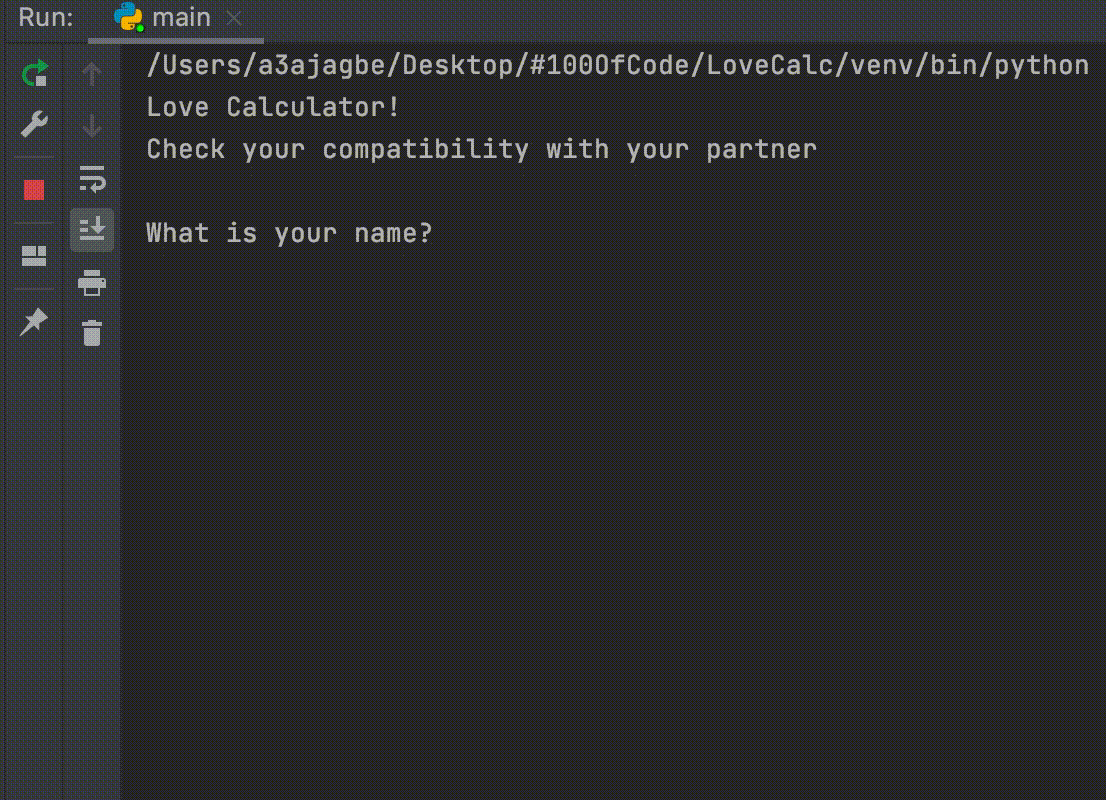 Run: main
/Users/a3ajagbe/Desktop/#100OfCode/LoveCalc/venv/bin/python
Love Calculator!
Check your compatibility with your partner
What is your name?